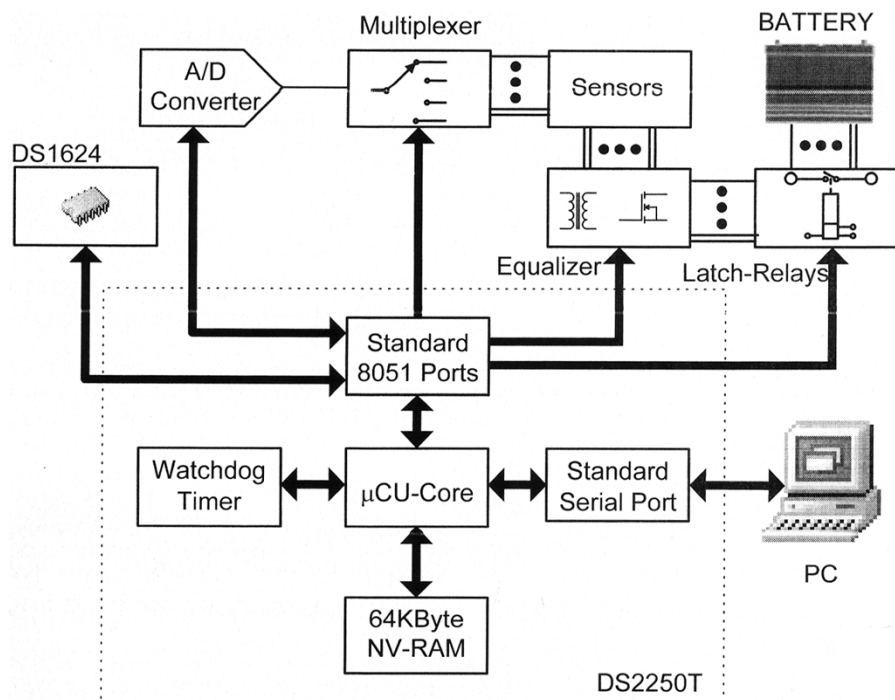 Multiplexer
BATTERY
A/D
Converter
Sensors
DS1624
Equalizer
Latch-Relays
Standard
8051 Ports
Watchdog
Timer
μCU-Core
Standard
Serial Port
PC
64KByte
NV-RAM
DS2250T